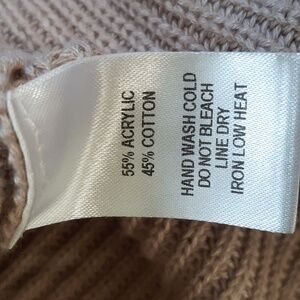 55% ACRYLIC
45% COTTON
HAND WASH COLD
DO NOT BLEACH
LINE DRY
IRON LOW HEAT